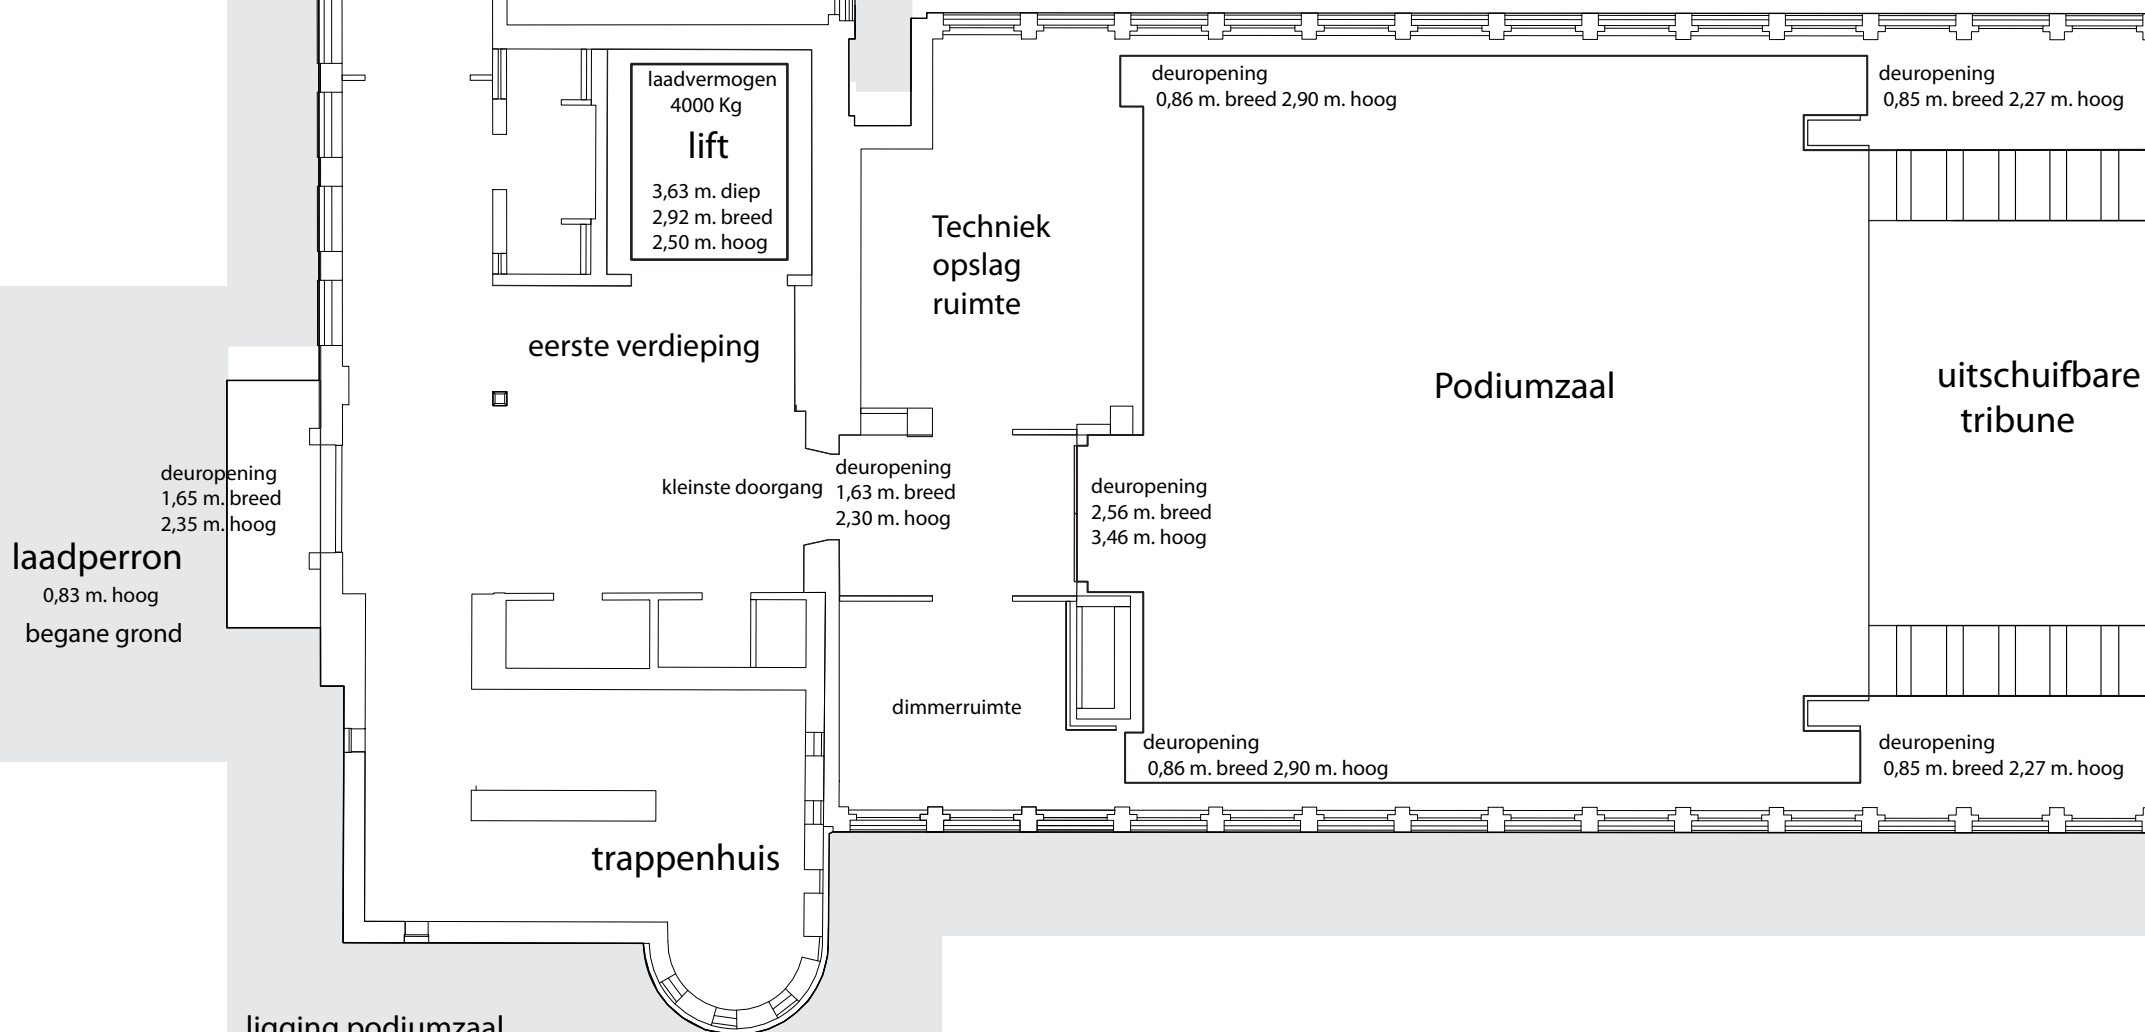 laadvermogen
4000 Kg
lift
3,63 m. diep
2,92 m. breed
2,50 m. hoog
deuropening
0,86 m. breed 2,90 m. hoog
deuropening
0,85 m. breed 2,27 m. hoog
Techniek
opslag
ruimte
eerste verdieping
Podiumzaal
uitschuifbare
tribune
deuropening
1,65 m. breed
2,35 m. hoog
kleinste doorgang
deuropening
1,63 m. breed
2,30 m. hoog
deuropening
2,56 m. breed
3,46 m. hoog
laadperron
0,83 m. hoog
begane grond
dimmerruimte
deuropening
0,86 m. breed 2,90 m. hoog
deuropening
0,85 m. breed 2,27 m. hoog
trappenhuis
ligging podiumzaal